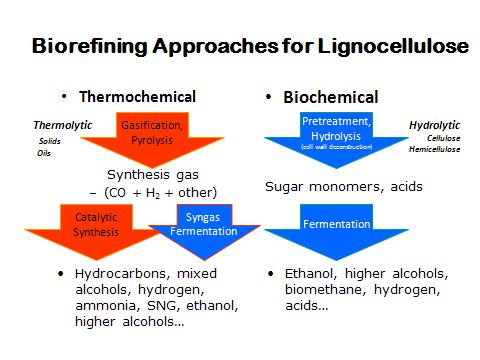 Biorefining Approaches for Lignocellulose
• Thermochemical
Thermolytic
Solids
Oils
Gasification,
Pyrolysis
Synthesis gas
– (CO + H2 + other)
Catalytic
Synthesis
Syngas
Fermentation
• Hydrocarbons, mixed
alcohols, hydrogen,
ammonia, SNG, ethanol,
higher alcohols…
• Biochemical
Pretreatment,
Hydrolysis
(cell wall deconstruction)
Hydrolytic
Cellulose
Hemicellulose
Sugar monomers, acids
Fermentation
• Ethanol, higher alcohols,
biomethane, hydrogen,
acids…